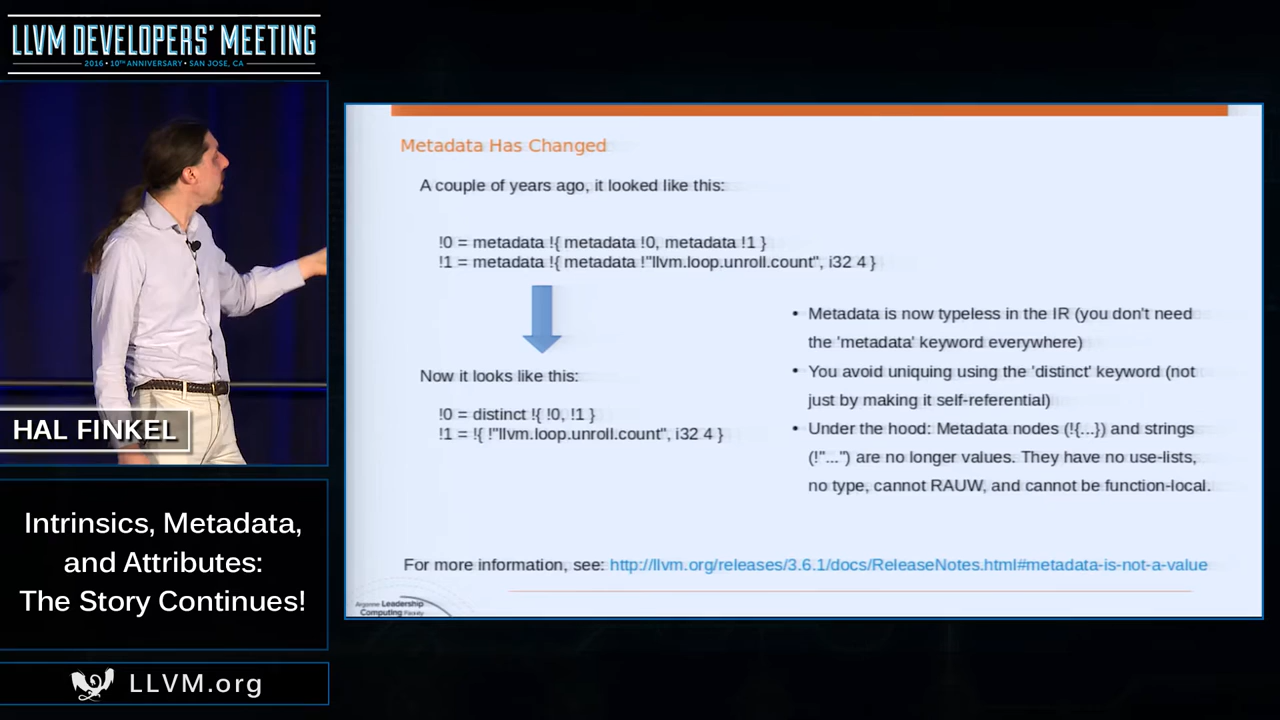 LLVM DEVELOPERS' MEETING
2016 • 10TH ANNIVERSARY • SAN JOSE, CA
Metadata Has Changed
A couple of years ago, it looked like this:
!0 = metadata !{ metadata !0, metadata !1 }
!1 = metadata !{ metadata !"llvm.loop.unroll.count", i32 4 }
Now it looks like this:
!0 = distinct !{ !0, !1 }
!1 = !{ !"llvm.loop.unroll.count", i32 4 }
• Metadata is now typeless in the IR (you don't need
the 'metadata' keyword everywhere)
• You avoid uniquing using the 'distinct' keyword (not
just by making it self-referential)
• Under the hood: Metadata nodes (!{...}) and strings
(!"...") are no longer values. They have no use-lists,
no type, cannot RAUW, and cannot be function-local.
For more information, see: http://llvm.org/releases/3.6.1/docs/ReleaseNotes.html#metadata-is-not-a-value
Argonne Leadership
Computing Facility
HAL FINKEL
Intrinsics, Metadata,
and Attributes:
The Story Continues!
LLVM.org